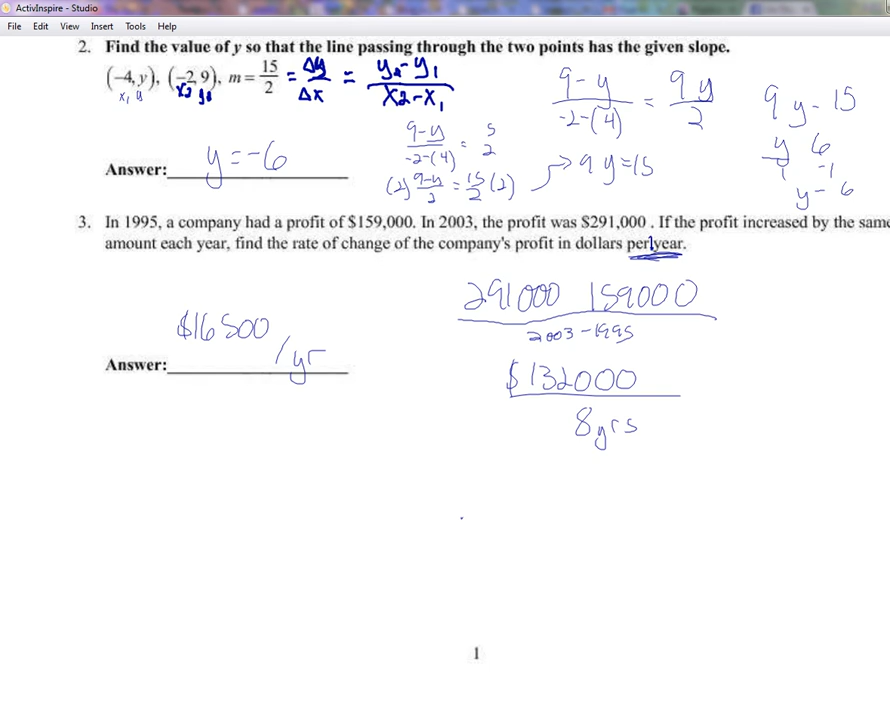 ActivInspire - Studio
File Edit View Insert Tools Help
2. Find the value of y so that the line passing through the two points has the given slope.
(−4, y), (−2, 9), m = 15/2 = Δy/Δx = y2 - y1 / x2 - x1
x1 y x2 y2
9 - y / -2-(-4) = 9 y / 2
9 y - 15
9-y / -2-(4) = 5 / 2
y 6
-1 -1
y - 6
(2) 9-y / 2 = 15 / 2 (2)
9 y = 15
Answer: y = -6
3. In 1995, a company had a profit of $159,000. In 2003, the profit was $291,000 . If the profit increased by the same
amount each year, find the rate of change of the company's profit in dollars per year.
291000 159000
2003 - 1995
$132000
8 yrs
Answer: $16500 / yr
1